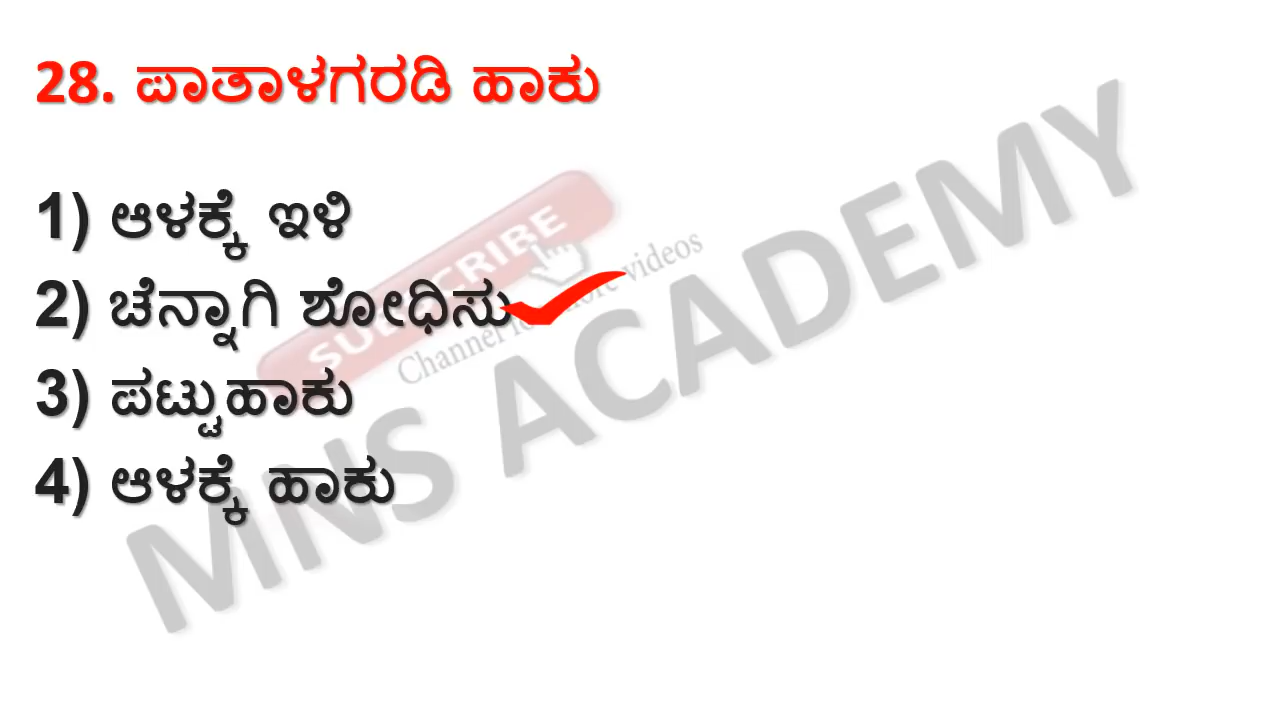 28. ಪಾತಾಳಗರಡಿ ಹಾಕು
1) ಆಳಕ್ಕೆ ಇಳಿ
2) ಚೆನ್ನಾಗಿ ಶೋಧಿಸು
3) ಪಟ್ಟುಹಾಕು
4) ಆಳಕ್ಕೆ ಹಾಕು
SUBSCRIBE
Channel for more videos
MNS ACADEMY